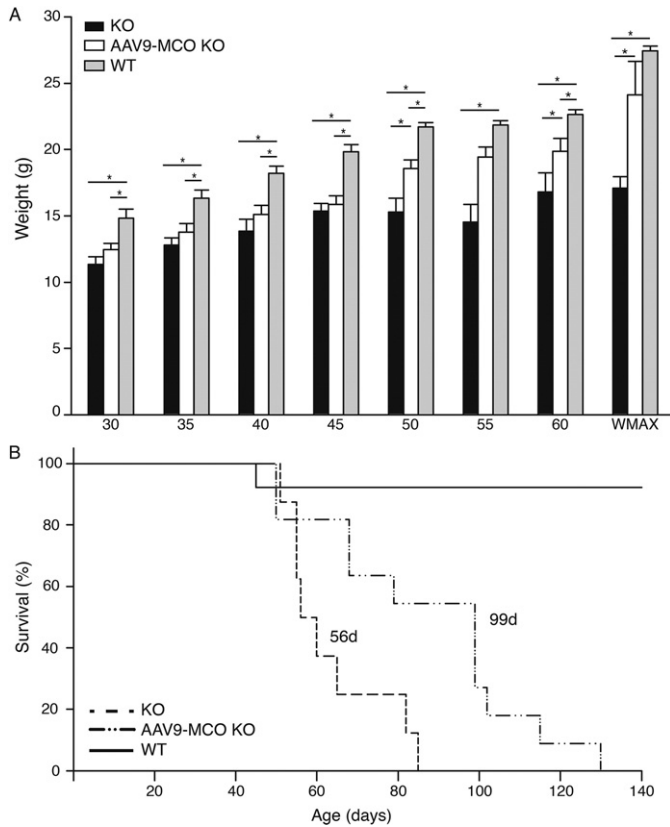 A
KO
AAV9-MCO KO
WT
Weight (g)
30
25
20
15
10
5
0
* * * * * * * * * * * * * * * * *
30 35 40 45 50 55 60 WMAX
B
Survival (%)
100
80
60
40
20
0
56d
99d
KO
AAV9-MCO KO
WT
20 40 60 80 100 120 140
Age (days)